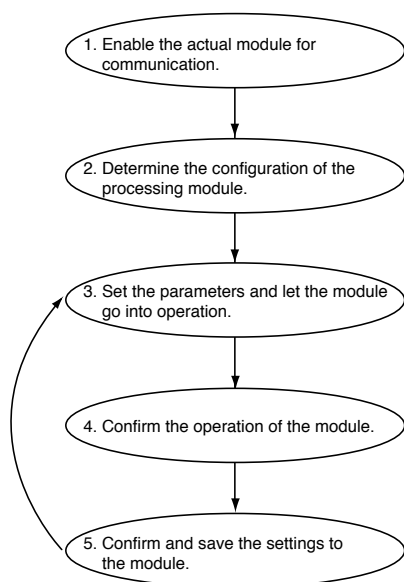 1. Enable the actual module for
communication.
2. Determine the configuration of the
processing module.
3. Set the parameters and let the module
go into operation.
4. Confirm the operation of the module.
5. Confirm and save the settings to
the module.